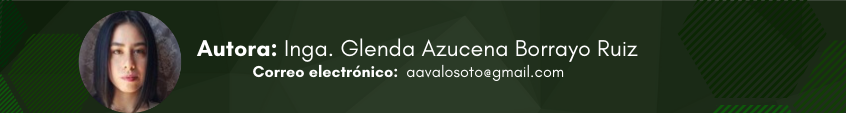 Autora: Inga. Glenda Azucena Borrayo Ruiz
Correo electrónico: aavalosoto@gmail.com